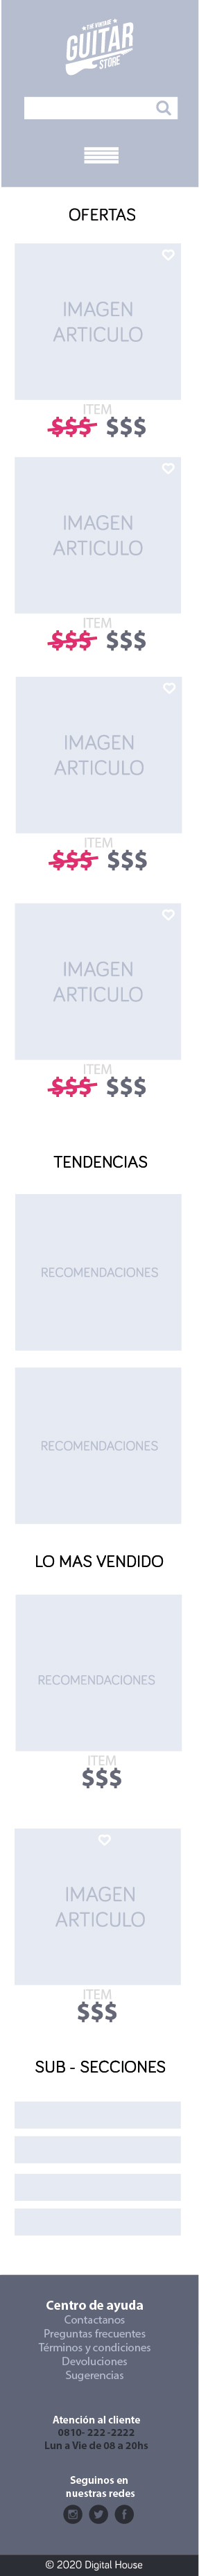 THE VINTAGE
GUITAR
STORE
OFERTAS
IMAGEN
ARTICULO
ITEM
$$$ $$$
IMAGEN
ARTICULO
ITEM
$$$ $$$
IMAGEN
ARTICULO
ITEM
$$$ $$$
IMAGEN
ARTICULO
ITEM
$$$ $$$
TENDENCIAS
RECOMENDACIONES
RECOMENDACIONES
LO MAS VENDIDO
RECOMENDACIONES
ITEM
$$$
IMAGEN
ARTICULO
ITEM
$$$
SUB - SECCIONES
Centro de ayuda
Contactanos
Preguntas frecuentes
Términos y condiciones
Devoluciones
Sugerencias
Atención al cliente
0810- 222 -2222
Lun a Vie de 08 a 20hs
Seguinos en
nuestras redes
© 2020 Digital House